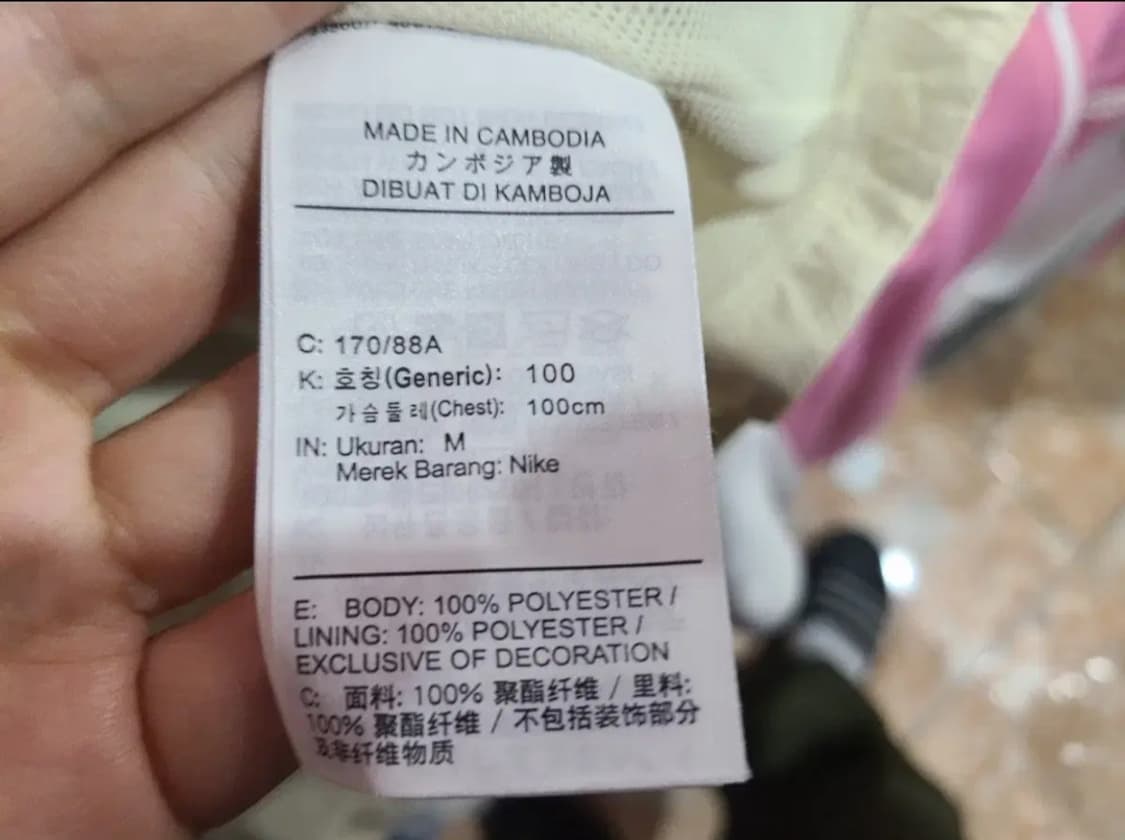 MADE IN CAMBODIA
カンボジア製
DIBUAT DI KAMBOJA
C: 170/88A
K: 호칭(Generic): 100
가슴둘레(Chest): 100cm
IN: Ukuran: M
Merek Barang: Nike
E: BODY: 100% POLYESTER /
LINING: 100% POLYESTER /
EXCLUSIVE OF DECORATION
C: 面料: 100% 聚酯纤维 / 里料:
100% 聚酯纤维 / 不包括装饰部分
及非纤维物质